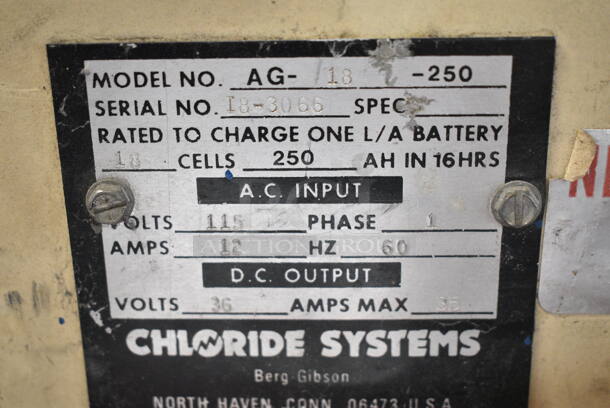 MODEL NO. AG- 18 -250
SERIAL NO. 18-3066 SPEC
RATED TO CHARGE ONE L/A BATTERY
18 CELLS 250 AH IN 16HRS
A.C. INPUT
VOLTS 115 PHASE 1
AMPS 12 HZ 60
D.C. OUTPUT
VOLTS 36 AMPS MAX 35
CHLORIDE SYSTEMS
Berg-Gibson
NORTH HAVEN, CONN. 06473 U.S.A.